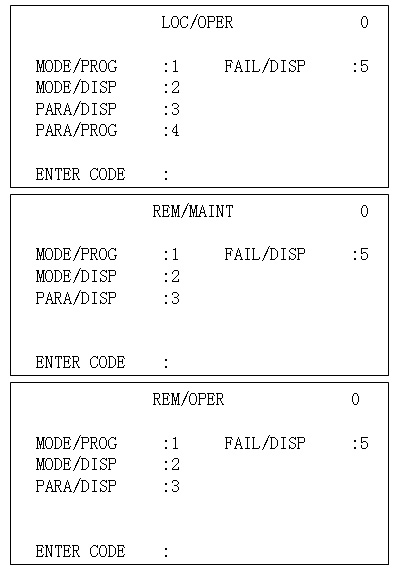 LOC/OPER 0
MODE/PROG :1 FAIL/DISP :5
MODE/DISP :2
PARA/DISP :3
PARA/PROG :4
ENTER CODE :
REM/MAINT 0
MODE/PROG :1 FAIL/DISP :5
MODE/DISP :2
PARA/DISP :3
ENTER CODE :
REM/OPER 0
MODE/PROG :1 FAIL/DISP :5
MODE/DISP :2
PARA/DISP :3
ENTER CODE :